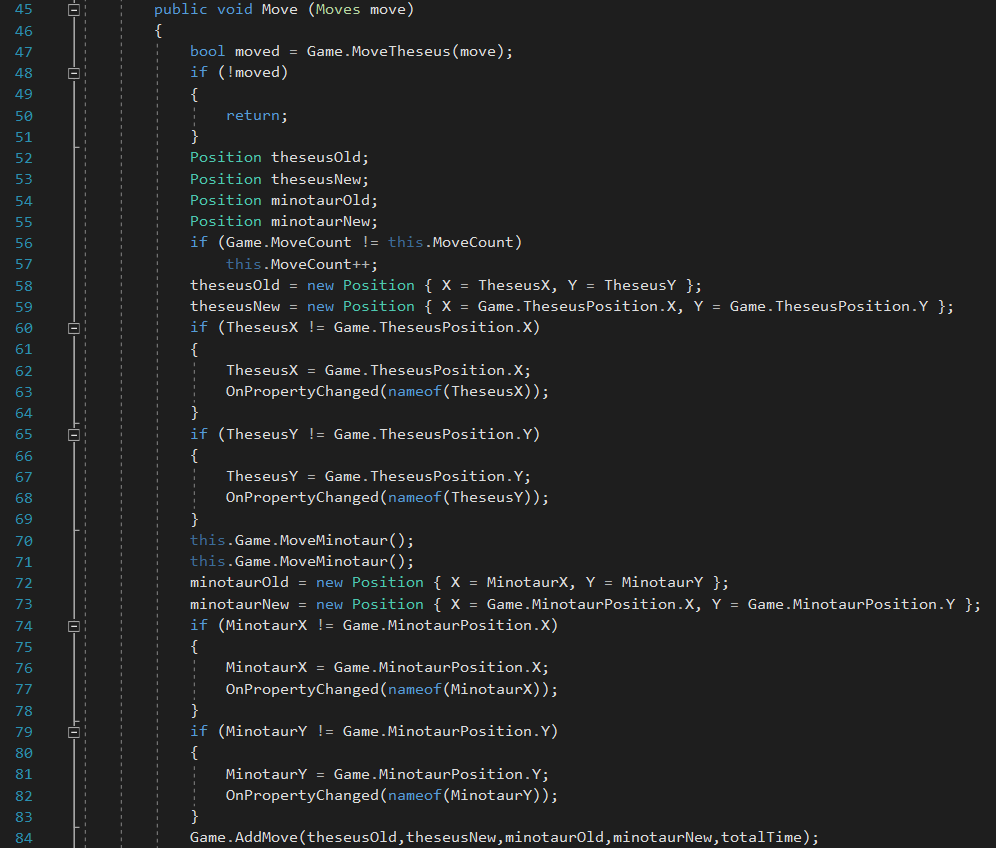 45 public void Move (Moves move)
46 {
47 bool moved = Game.MoveTheseus(move);
48 if (!moved)
49 {
50 return;
51 }
52 Position theseusOld;
53 Position theseusNew;
54 Position minotaurOld;
55 Position minotaurNew;
56 if (Game.MoveCount != this.MoveCount)
57 this.MoveCount++;
58 theseusOld = new Position { X = TheseusX, Y = TheseusY };
59 theseusNew = new Position { X = Game.TheseusPosition.X, Y = Game.TheseusPosition.Y };
60 if (TheseusX != Game.TheseusPosition.X)
61 {
62 TheseusX = Game.TheseusPosition.X;
63 OnPropertyChanged(nameof(TheseusX));
64 }
65 if (TheseusY != Game.TheseusPosition.Y)
66 {
67 TheseusY = Game.TheseusPosition.Y;
68 OnPropertyChanged(nameof(TheseusY));
69 }
70 this.Game.MoveMinotaur();
71 this.Game.MoveMinotaur();
72 minotaurOld = new Position { X = MinotaurX, Y = MinotaurY };
73 minotaurNew = new Position { X = Game.MinotaurPosition.X, Y = Game.MinotaurPosition.Y };
74 if (MinotaurX != Game.MinotaurPosition.X)
75 {
76 MinotaurX = Game.MinotaurPosition.X;
77 OnPropertyChanged(nameof(MinotaurX));
78 }
79 if (MinotaurY != Game.MinotaurPosition.Y)
80 {
81 MinotaurY = Game.MinotaurPosition.Y;
82 OnPropertyChanged(nameof(MinotaurY));
83 }
84 Game.AddMove(theseusOld,theseusNew,minotaurOld,minotaurNew,totalTime);